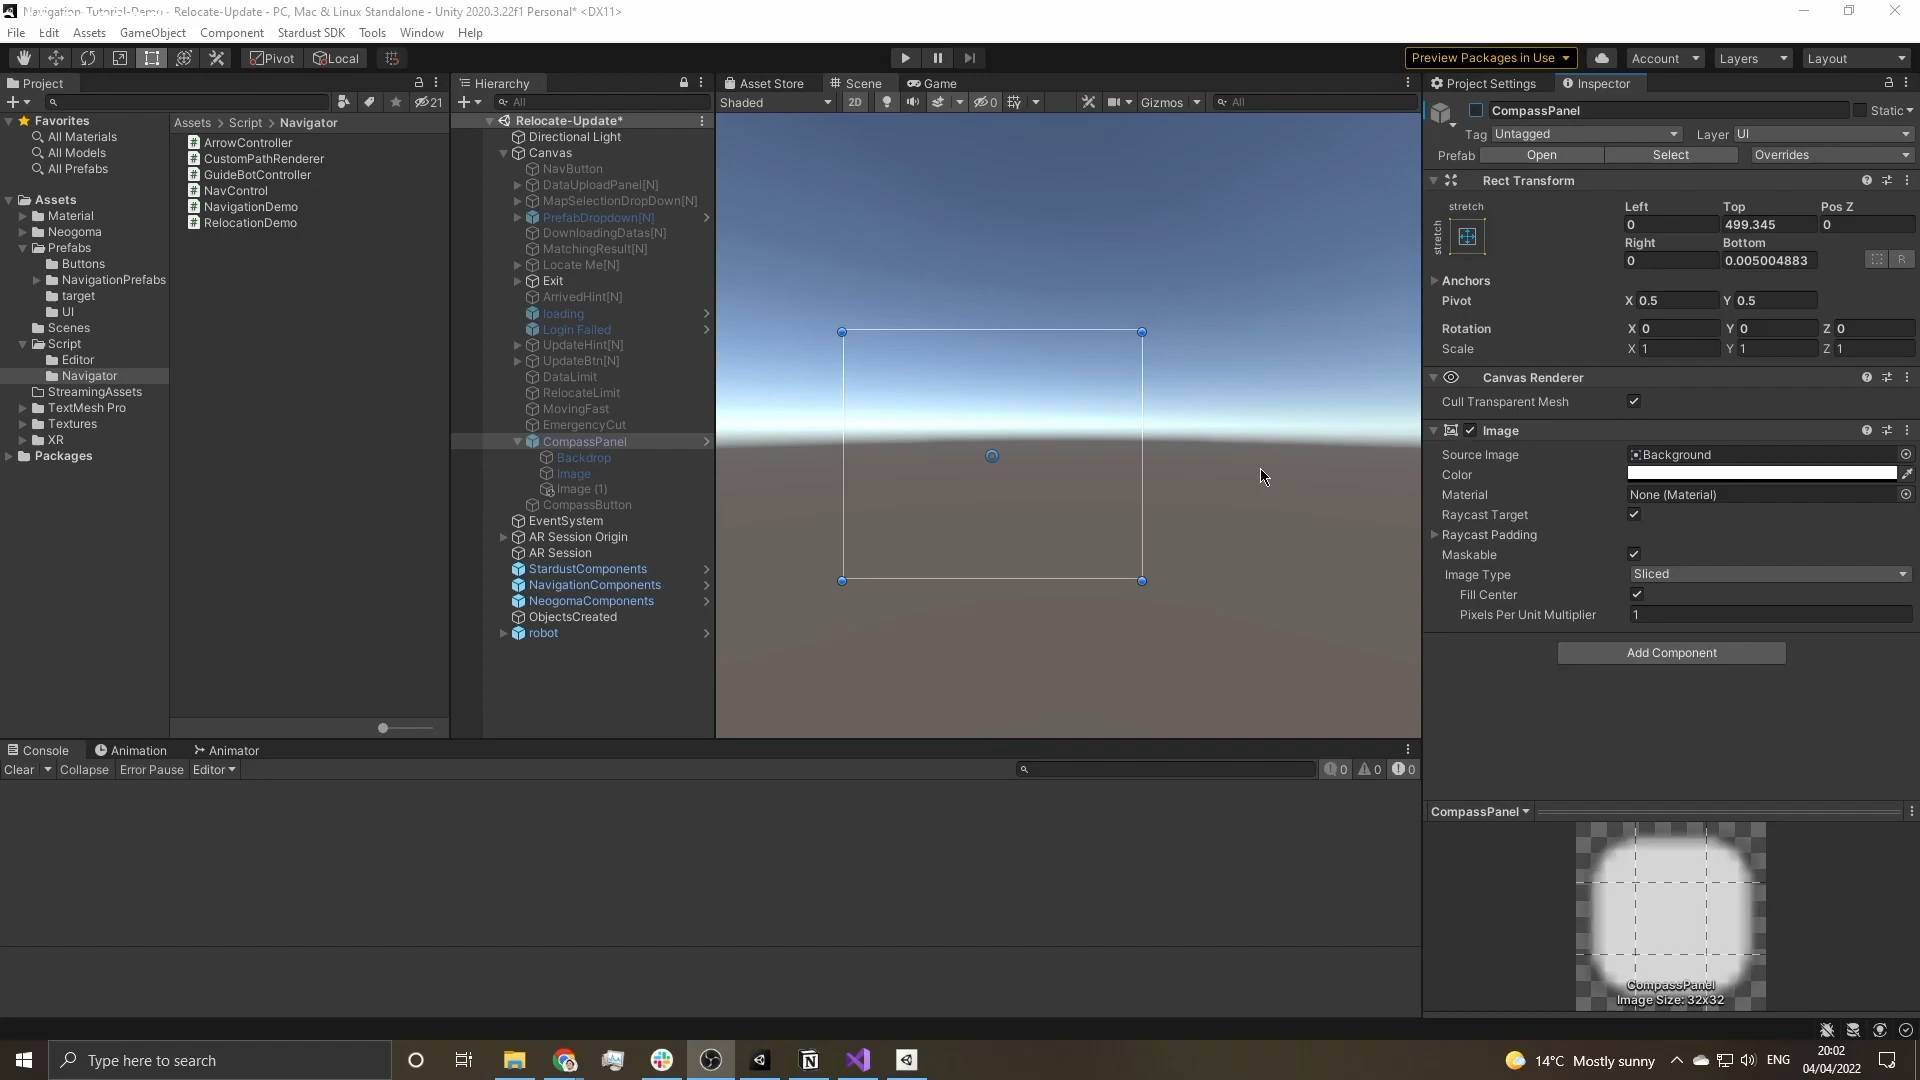 Navigation-Tutorial-Demo - Relocate-Update - PC, Mac & Linux Standalone - Unity 2020.3.22f1 Personal* <DX11>
File Edit Assets GameObject Component Stardust SDK Tools Window Help
Pivot Local Preview Packages in Use Account Layers Layout
Project
21
Favorites
All Materials
All Models
All Prefabs
Assets
Material
Neogoma
Prefabs
Buttons
NavigationPrefabs
target
UI
Scenes
Script
Editor
Navigator
StreamingAssets
TextMesh Pro
Textures
XR
Packages
Assets > Script > Navigator
ArrowController
CustomPathRenderer
GuideBotController
NavControl
NavigationDemo
RelocationDemo
Hierarchy
All
Relocate-Update*
Directional Light
Canvas
NavButton
DataUploadPanel[N]
MapSelectionDropDown[N]
PrefabDropdown[N]
DownloadingDatas[N]
MatchingResult[N]
Locate Me[N]
Exit
ArrivedHint[N]
loading
Login Failed
UpdateHint[N]
UpdateBtn[N]
DataLimit
RelocateLimit
MovingFast
EmergencyCut
CompassPanel
Backdrop
Image
Image (1)
CompassButton
EventSystem
AR Session Origin
AR Session
StardustComponents
NavigationComponents
NeogomaComponents
ObjectsCreated
robot
Asset Store Scene Game
Shaded 2D 0 Gizmos All
Project Settings Inspector
CompassPanel Static
Tag Untagged Layer UI
Prefab Open Select Overrides
Rect Transform
stretch
stretch
Left Top Pos Z
0 499.345 0
Right Bottom
0 0.005004883 R
Anchors
Pivot X 0.5 Y 0.5
Rotation X 0 Y 0 Z 0
Scale X 1 Y 1 Z 1
Canvas Renderer
Cull Transparent Mesh
Image
Source Image Background
Color
Material None (Material)
Raycast Target
Raycast Padding
Maskable
Image Type Sliced
Fill Center
Pixels Per Unit Multiplier 1
Add Component
CompassPanel
CompassPanel
Image Size: 32x32
Console Animation Animator
Clear Collapse Error Pause Editor 0 0 0
Type here to search
14°C Mostly sunny ENG
20:02
04/04/2022